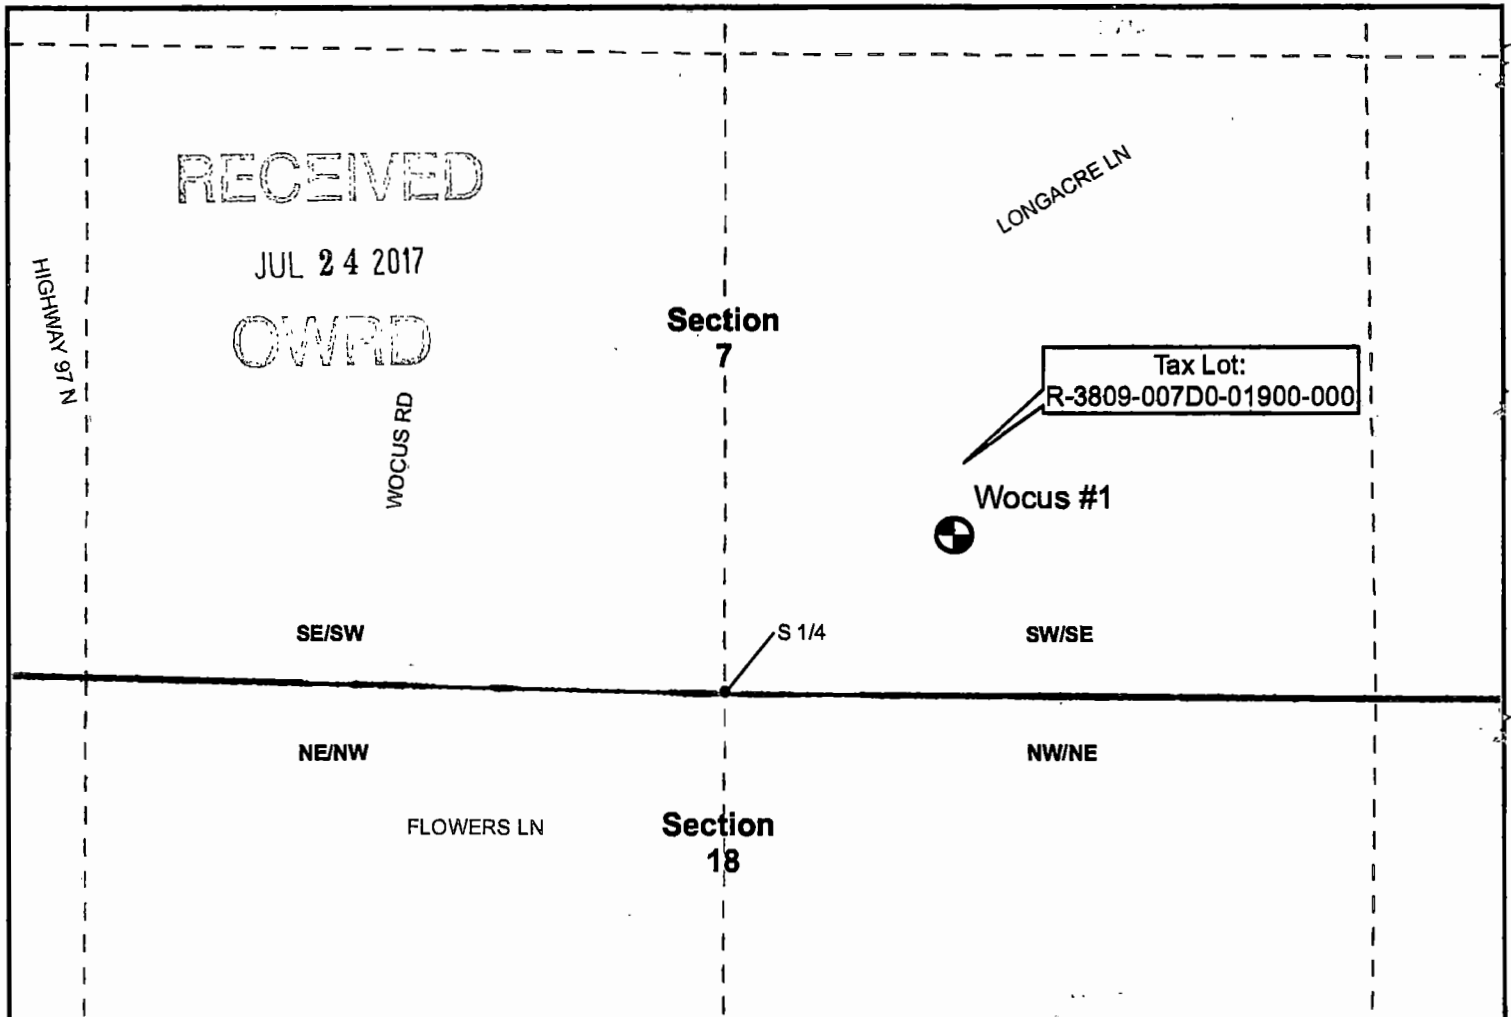 RECEIVED
JUL 24 2017
OWRD
HIGHWAY 97 N
WOCUS RD
LONGACRE LN
Section
7
Tax Lot:
R-3809-007D0-01900-000
Wocus #1
SE/SW
S 1/4
SW/SE
NE/NW
NW/NE
FLOWERS LN
Section
18